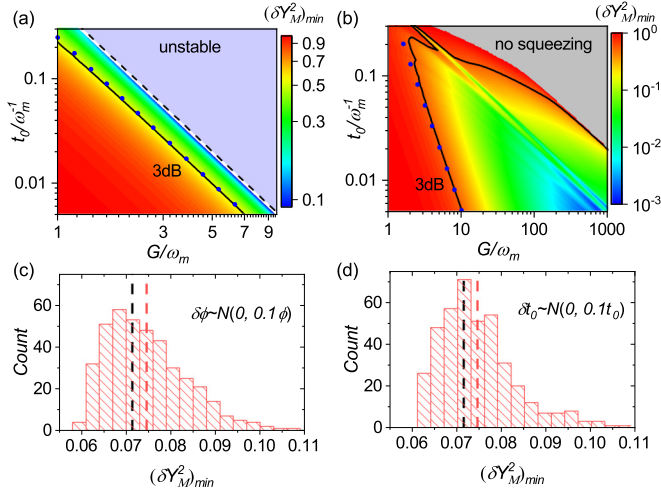 (a)
(δY²_M)_min
unstable
3dB
t₀/ω_m⁻¹
0.1
0.01
1 3 5 7 9
G/ω_m
0.9
0.7
0.5
0.3
0.1
(b)
(δY²_M)_min
no squeezing
3dB
t₀/ω_m⁻¹
0.1
0.01
1 10 100 1000
G/ω_m
10⁰
10⁻¹
10⁻²
10⁻³
(c)
δϕ~N(0, 0.1ϕ)
Count
60
40
20
0
0.06 0.07 0.08 0.09 0.10 0.11
(δY²_M)_min
(d)
δt₀~N(0, 0.1t₀)
Count
60
40
20
0
0.06 0.07 0.08 0.09 0.10 0.11
(δY²_M)_min